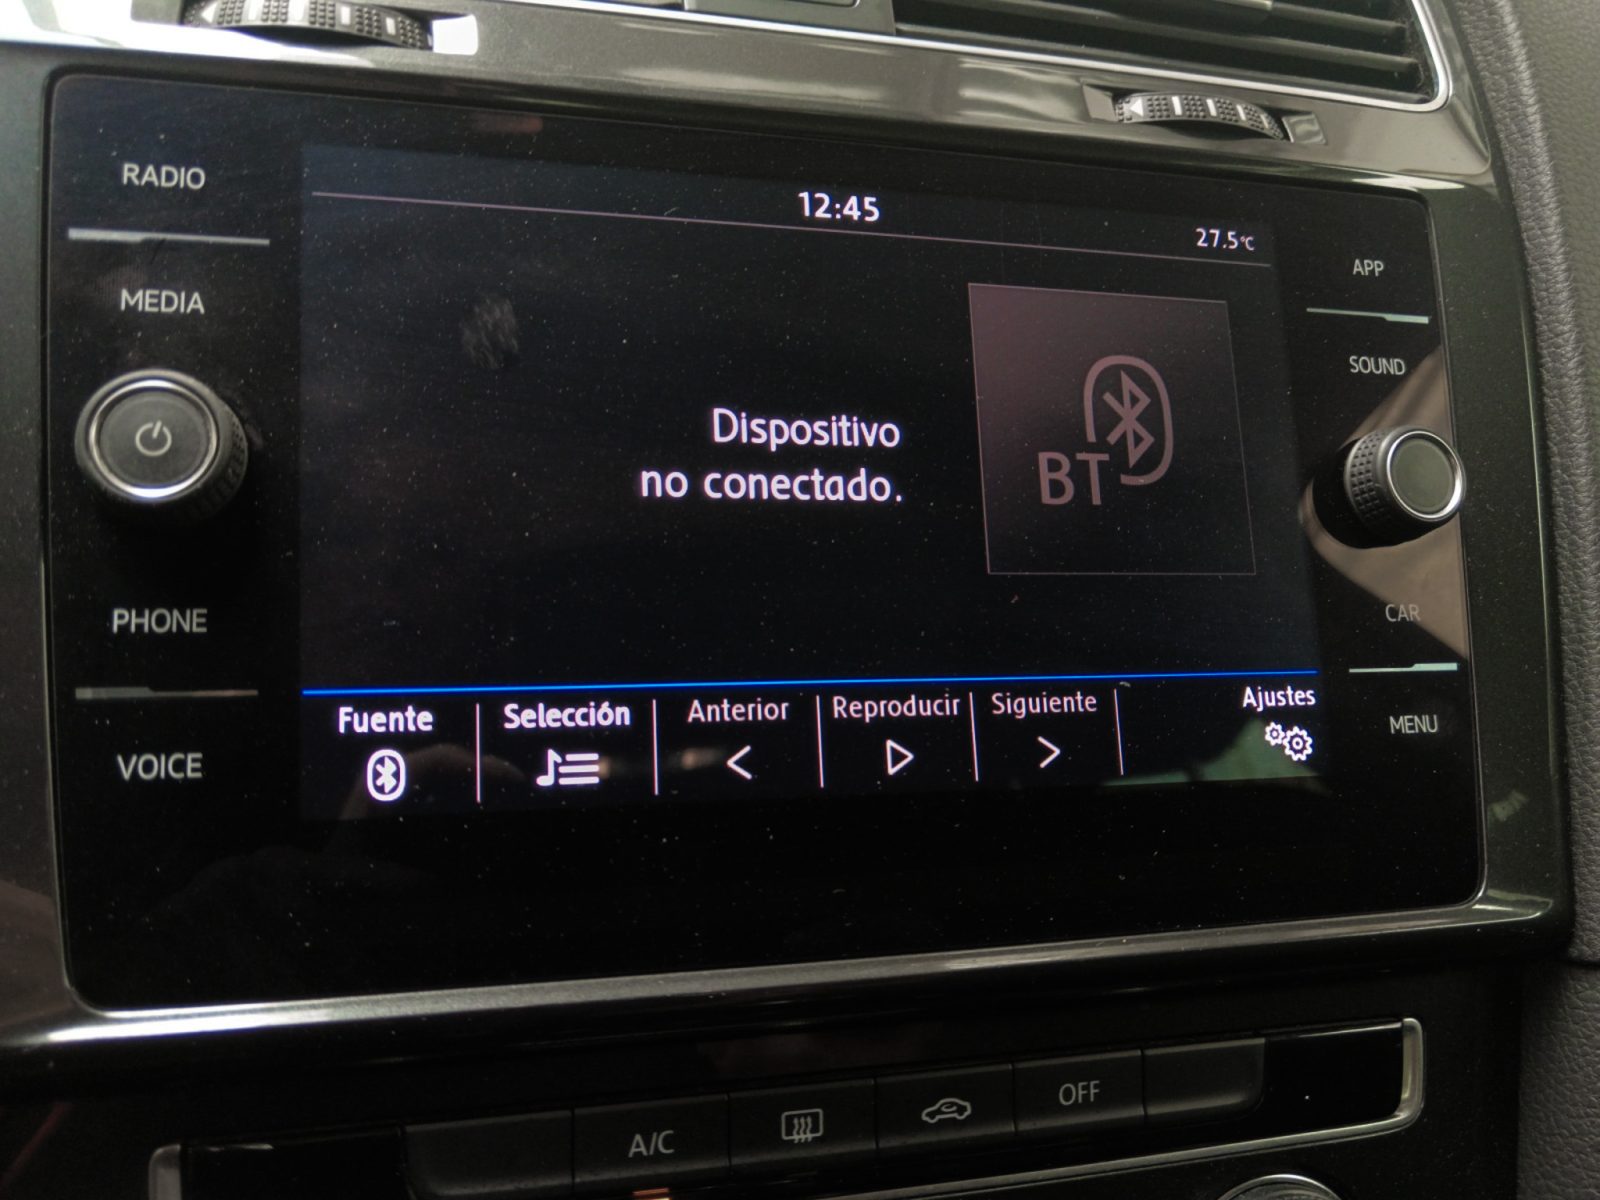 RADIO
MEDIA
PHONE
VOICE
12:45
27.5°C
Dispositivo
no conectado.
BT
Fuente
Selección
Anterior
Reproducir
Siguiente
Ajustes
APP
SOUND
CAR
MENU
A/C
OFF